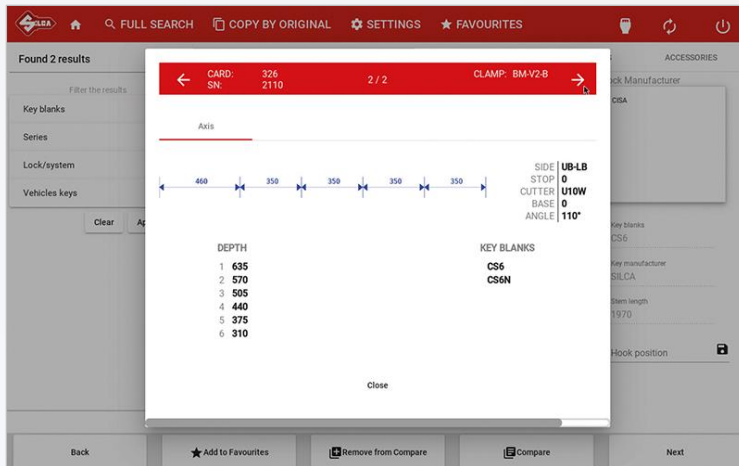 SILCA
FULL SEARCH
COPY BY ORIGINAL
SETTINGS
FAVOURITES
Found 2 results
ACCESSORIES
Filter the results
Key blanks
Series
Lock/system
Vehicles keys
Clear
CARD: 326
SN: 2110
2 / 2
CLAMP: BM-V2-B
Axis
460 350 350 350 350
SIDE UB-LB
STOP 0
CUTTER U10W
BASE 0
ANGLE 110°
DEPTH
1 635
2 570
3 505
4 440
5 375
6 310
KEY BLANKS
CS6
CS6N
Close
Manufacturer
CISA
Key blanks
CS6
Key manufacturer
SILCA
Stem length
1970
Hook position
Back
Add to Favourites
Remove from Compare
Compare
Next